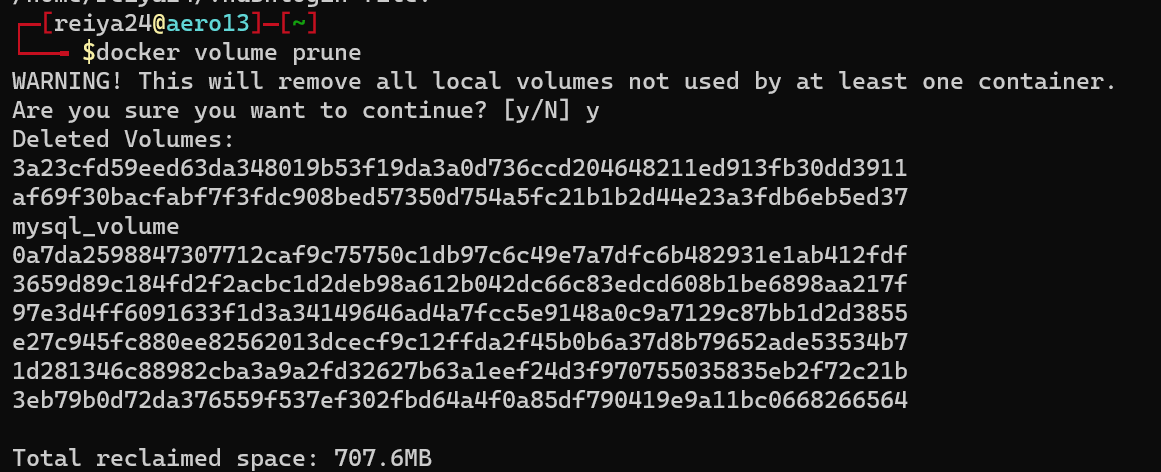 ┌─[reiya24@aero13]─[~]
└──╼ $docker volume prune
WARNING! This will remove all local volumes not used by at least one container.
Are you sure you want to continue? [y/N] y
Deleted Volumes:
3a23cfd59eed63da348019b53f19da3a0d736ccd204648211ed913fb30dd3911
af69f30bacfabf7f3fdc908bed57350d754a5fc21b1b2d44e23a3fdb6eb5ed37
mysql_volume
0a7da2598847307712caf9c75750c1db97c6c49e7a7dfc6b482931e1ab412fdf
3659d89c184fd2f2acbc1d2deb98a612b042dc66c83edcd608b1be6898aa217f
97e3d4ff6091633f1d3a34149646ad4a7fcc5e9148a0c9a7129c87bb1d2d3855
e27c945fc880ee82562013dcecf9c12ffda2f45b0b6a37d8b79652ade53534b7
1d281346c88982cba3a9a2fd32627b63a1eef24d3f970755035835eb2f72c21b
3eb79b0d72da376559f537ef302fbd64a4f0a85df790419e9a11bc0668266564
Total reclaimed space: 707.6MB